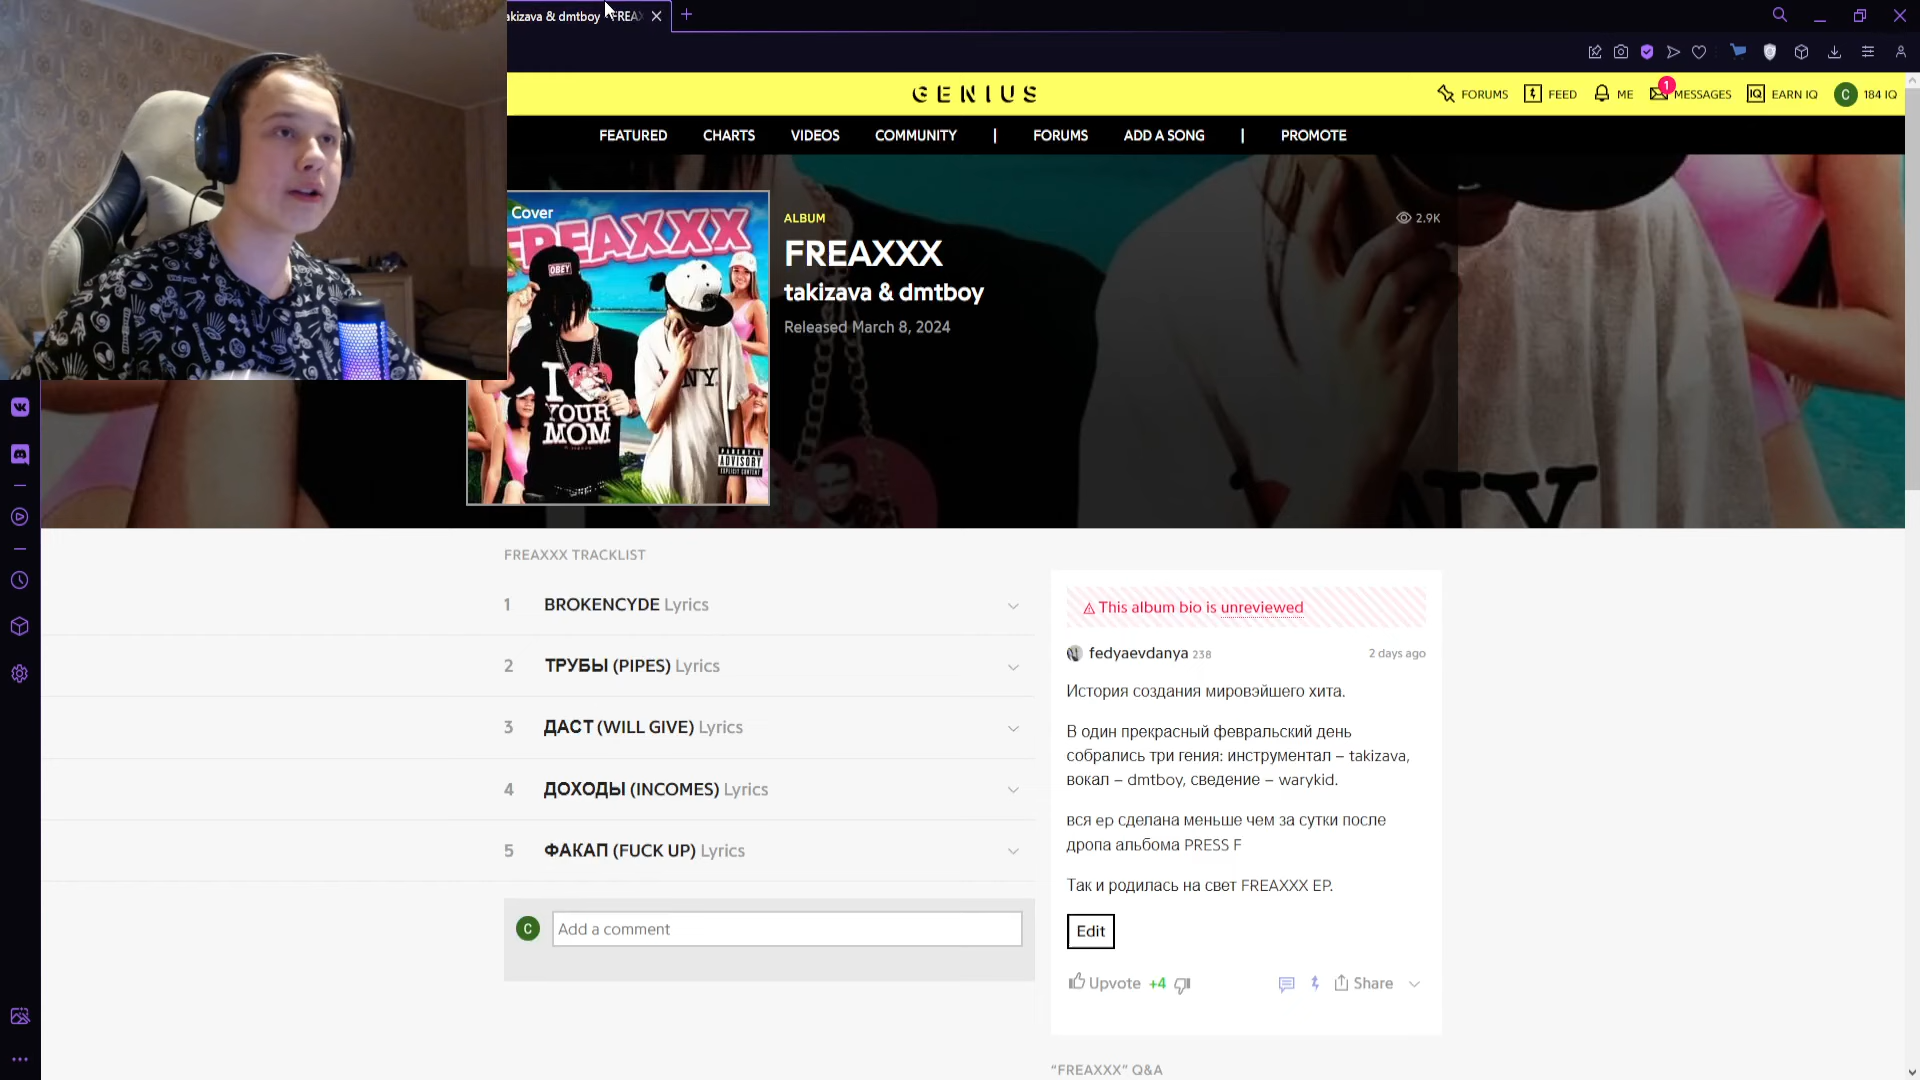 akizava & dmtboy - FREA
GENIUS
FORUMS
FEED
ME
1
MESSAGES
IQ
EARN IQ
C
184 IQ
FEATURED
CHARTS
VIDEOS
COMMUNITY
|
FORUMS
ADD A SONG
|
PROMOTE
Cover
FREAXXX
OBEY
I
YOUR
MOM
NY
PARENTAL
ADVISORY
EXPLICIT CONTENT
ALBUM
2.9K
FREAXXX
takizava & dmtboy
Released March 8, 2024
NY
FREAXXX TRACKLIST
1 BROKENCYDE Lyrics
2 ТРУБЫ (PIPES) Lyrics
3 ДАСТ (WILL GIVE) Lyrics
4 ДОХОДЫ (INCOMES) Lyrics
5 ФАКАП (FUCK UP) Lyrics
C
Add a comment
This album bio is unreviewed
fedyaevdanya 238
2 days ago
История создания мировэйшего хита.
В один прекрасный февральский день
собрались три гения: инструментал – takizava,
вокал – dmtboy, сведение – warykid.
вся ep сделана меньше чем за сутки после
дропа альбома PRESS F
Так и родилась на свет FREAXXX EP.
Edit
Upvote +4
Share
"FREAXXX" Q&A